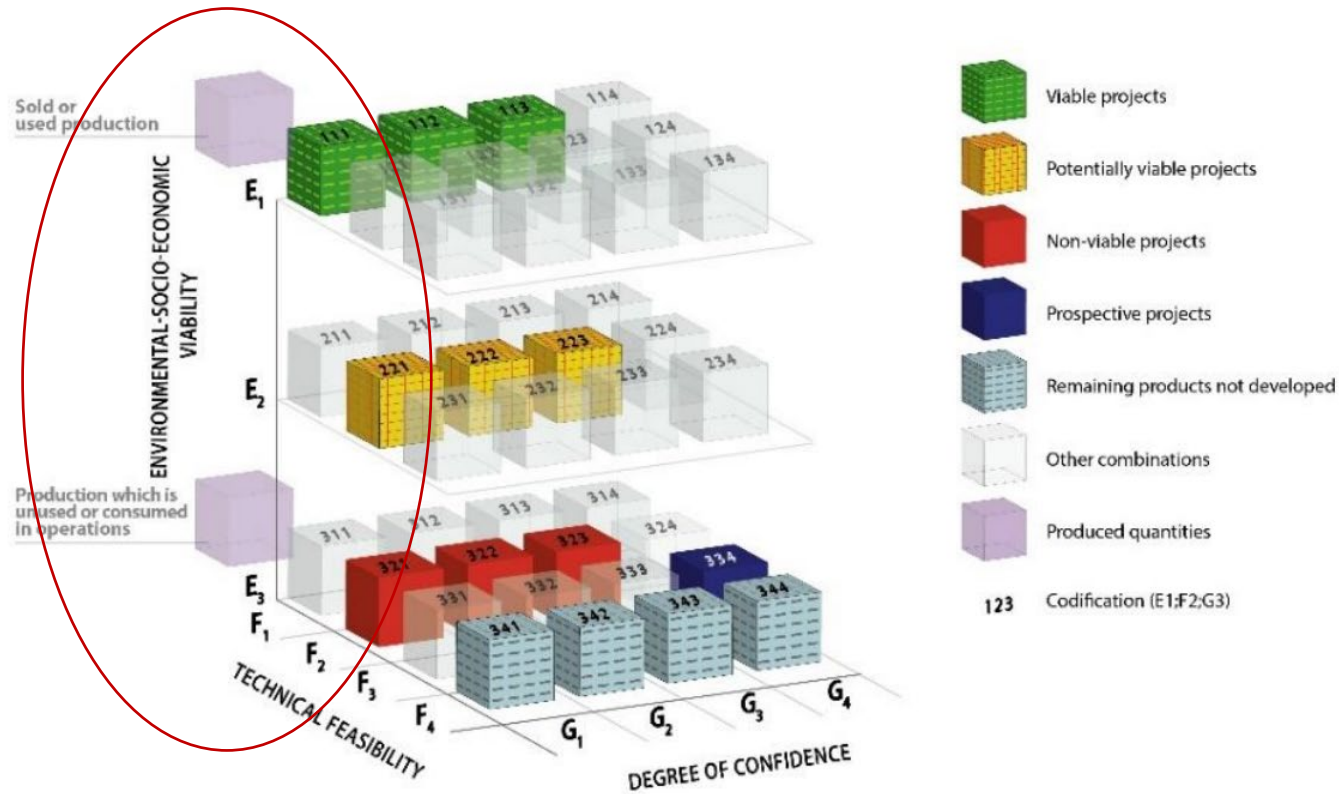 Sold or
used production
ENVIRONMENTAL-SOCIO-ECONOMIC
VIABILITY
E1
111
112
113
114
123
124
131
132
133
134
E2
211
212
213
214
221
222
223
224
231
232
233
234
Production which is
unused or consumed
in operations
E3
311
312
313
314
321
322
323
324
331
332
333
334
341
342
343
344
F1
F2
F3
F4
TECHNICAL FEASIBILITY
G1
G2
G3
G4
DEGREE OF CONFIDENCE
Viable projects
Potentially viable projects
Non-viable projects
Prospective projects
Remaining products not developed
Other combinations
Produced quantities
123 Codification (E1;F2;G3)